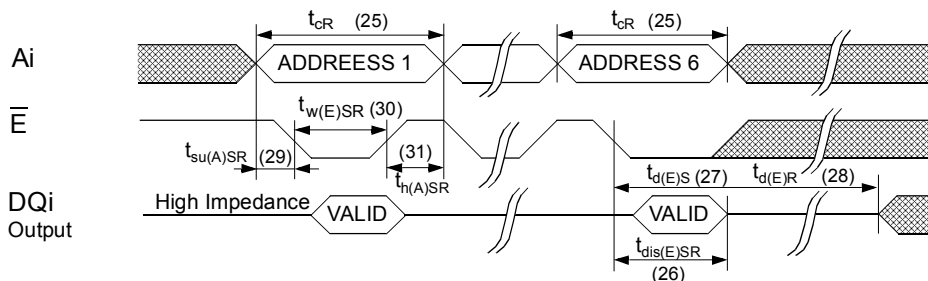 tcR (25) tcR (25)
Ai ADDREESS 1 ADDRESS 6
tw(E)SR (30)
E
tsu(A)SR (29) (31)
th(A)SR
td(E)S (27) td(E)R (28)
DQi High Impedance VALID VALID
Output
tdis(E)SR
(26)